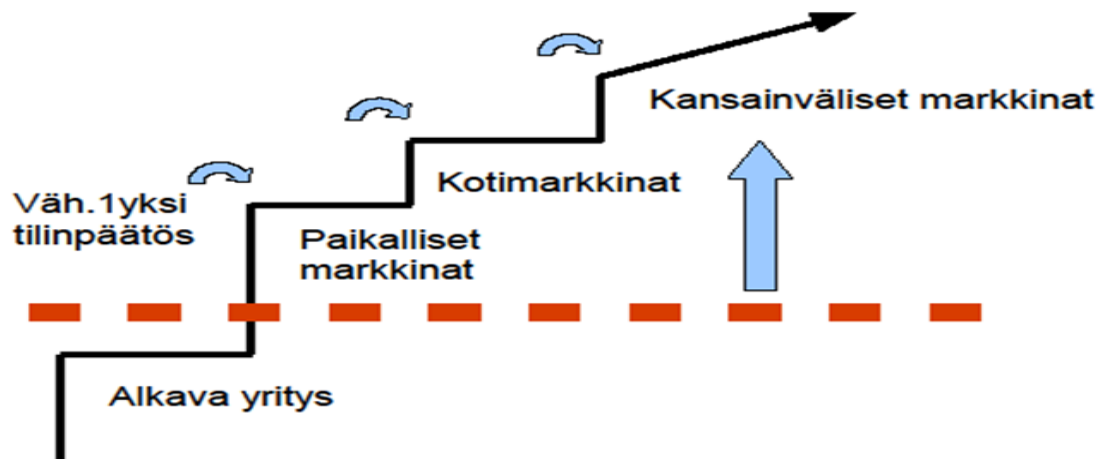 Kansainväliset markkinat
Kotimarkkinat
Väh.1yksi
tilinpäätös
Paikalliset
markkinat
Alkava yritys